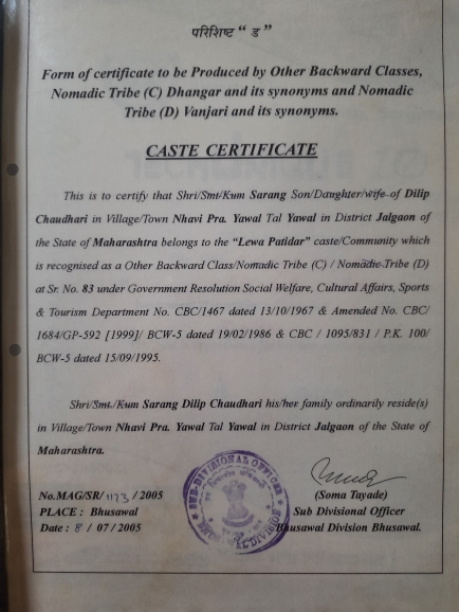 परिशिष्ट “ ड ”
Form of certificate to be Produced by Other Backward Classes,
Nomadic Tribe (C) Dhangar and its synonyms and Nomadic
Tribe (D) Vanjari and its synonyms.
CASTE CERTIFICATE
This is to certify that Shri/Smt/Kum Sarang Son/Daughter/wife of Dilip
Chaudhari in Village/Town Nhavi Pra. Yawal Tal Yawal in District Jalgaon of
the State of Maharashtra belongs to the “Lewa Patidar” caste/Community which
is recognised as a Other Backward Class/Nomadic Tribe (C) / Nomadic Tribe (D)
at Sr. No. 83 under Government Resolution Social Welfare, Cultural Affairs, Sports
& Tourism Department No. CBC/1467 dated 13/10/1967 & Amended No. CBC/
1684/GP-592 [1999]/ BCW-5 dated 19/02/1986 & CBC / 1095/831 / P.K. 100/
BCW-5 dated 15/09/1995.
Shri/Smt./Kum Sarang Dilip Chaudhari his/her family ordinarily reside(s)
in Village/Town Nhavi Pra. Yawal Tal Yawal in District Jalgaon of the State of
Maharashtra.
No.MAG/SR/ 1173 / 2005
PLACE : Bhusawal
Date : 8 / 07 / 2005
SUB-DIVISIONAL OFFICER
BHUSAWAL DIVISION
(Soma Tayade)
Sub Divisional Officer
Bhusawal Division Bhusawal.